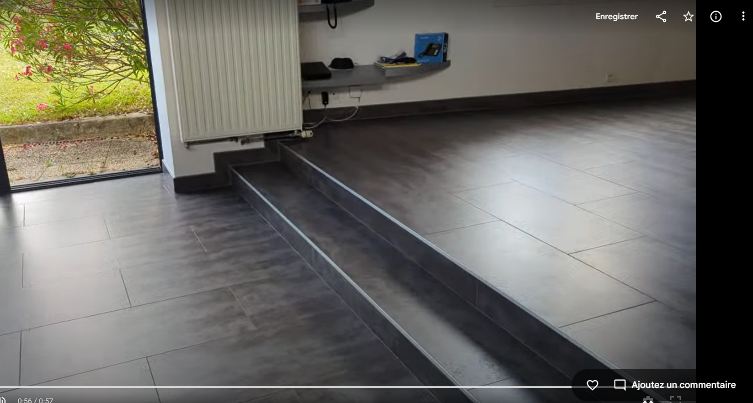 Enregistrer
Ajoutez un commentaire
0:56 / 0:57